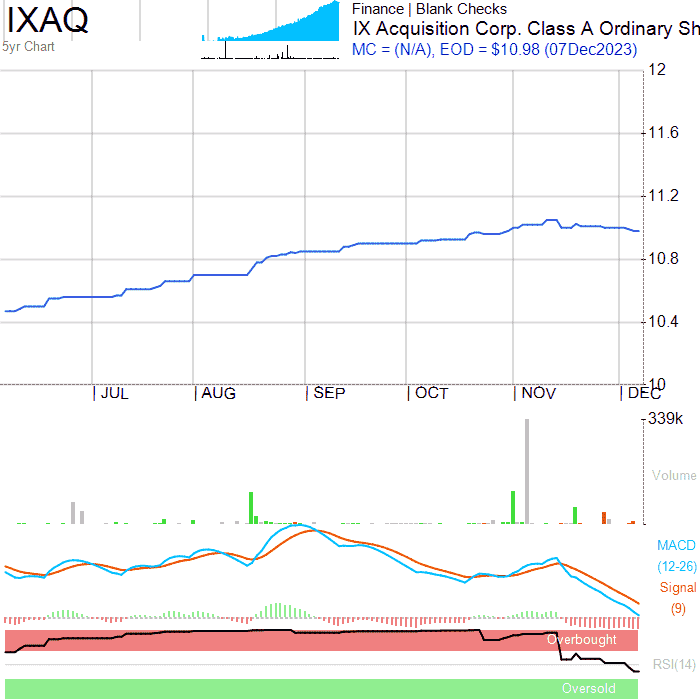 IXAQ
5yr Chart
Finance | Blank Checks
IX Acquisition Corp. Class A Ordinary Sh
MC = (N/A), EOD = $10.98 (07Dec2023)
12
11.6
11.2
10.8
10.4
10
JUL AUG SEP OCT NOV DEC
339k
Volume
MACD
(12-26)
Signal
(9)
Overbought
RSI(14)
Oversold